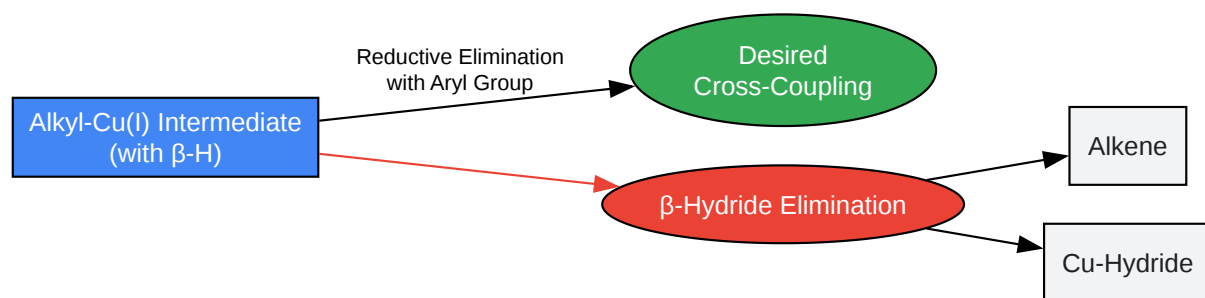 Alkyl-Cu(I) Intermediate
(with β-H)
Reductive Elimination
with Aryl Group
Desired
Cross-Coupling
β-Hydride Elimination
Alkene
Cu-Hydride